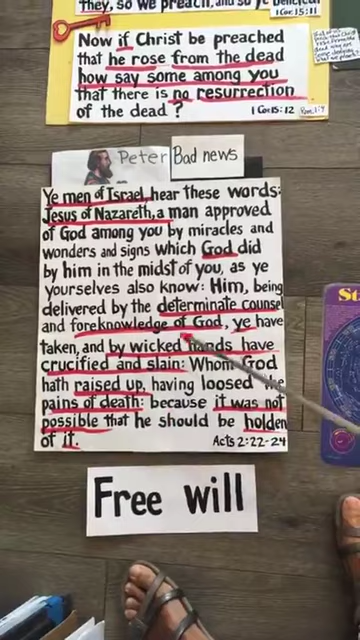 they, so we preach, and so ye believed
1 Cor. 15:11
Now if Christ be preached
that he rose from the dead
how say some among you
that there is no resurrection
of the dead?
1 Cor 15:12
Peter
Bad news
Ye men of Israel, hear these words:
Jesus of Nazareth, a man approved
of God among you by miracles and
wonders and signs which God did
by him in the midst of you, as ye
yourselves also know: Him, being
delivered by the determinate counsel
and foreknowledge of God, ye have
taken, and by wicked hands have
crucified and slain: Whom God
hath raised up, having loosed the
pains of death: because it was not
possible that he should be holden
of it.
Acts 2:22-24
Free will